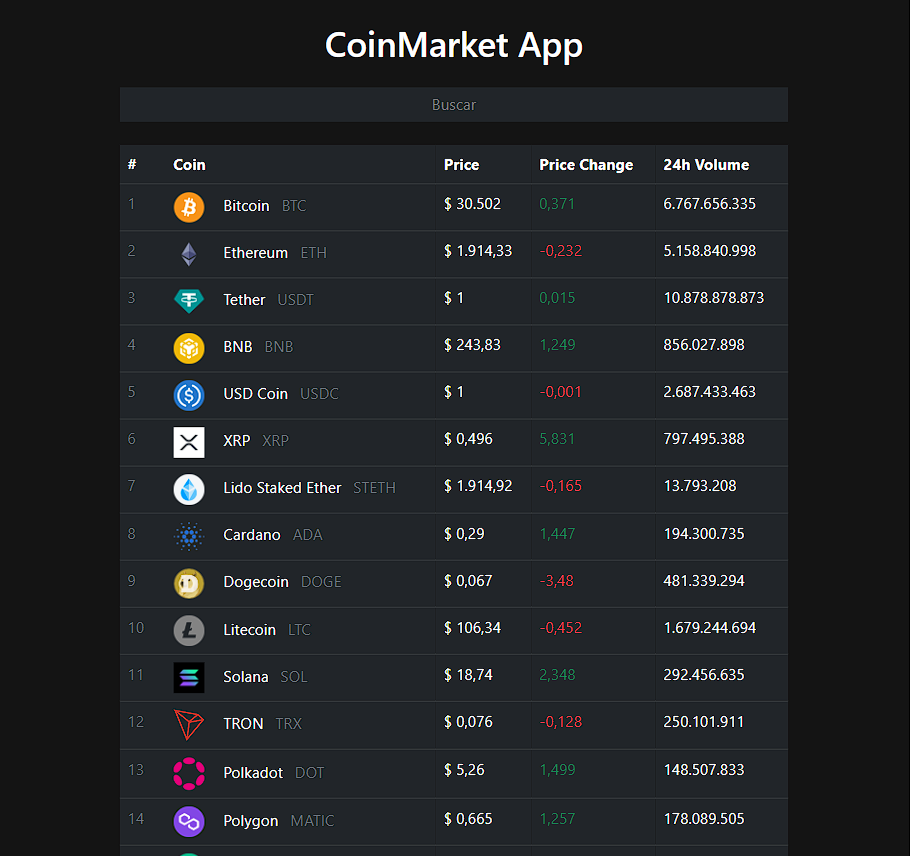 CoinMarket App
Buscar
# Coin Price Price Change 24h Volume
1 Bitcoin BTC $ 30.502 0,371 6.767.656.335
2 Ethereum ETH $ 1.914,33 -0,232 5.158.840.998
3 Tether USDT $ 1 0,015 10.878.878.873
4 BNB BNB $ 243,83 1,249 856.027.898
5 USD Coin USDC $ 1 -0,001 2.687.433.463
6 XRP XRP $ 0,496 5,831 797.495.388
7 Lido Staked Ether STETH $ 1.914,92 -0,165 13.793.208
8 Cardano ADA $ 0,29 1,447 194.300.735
9 Dogecoin DOGE $ 0,067 -3,48 481.339.294
10 Litecoin LTC $ 106,34 -0,452 1.679.244.694
11 Solana SOL $ 18,74 2,348 292.456.635
12 TRON TRX $ 0,076 -0,128 250.101.911
13 Polkadot DOT $ 5,26 1,499 148.507.833
14 Polygon MATIC $ 0,665 1,257 178.089.505